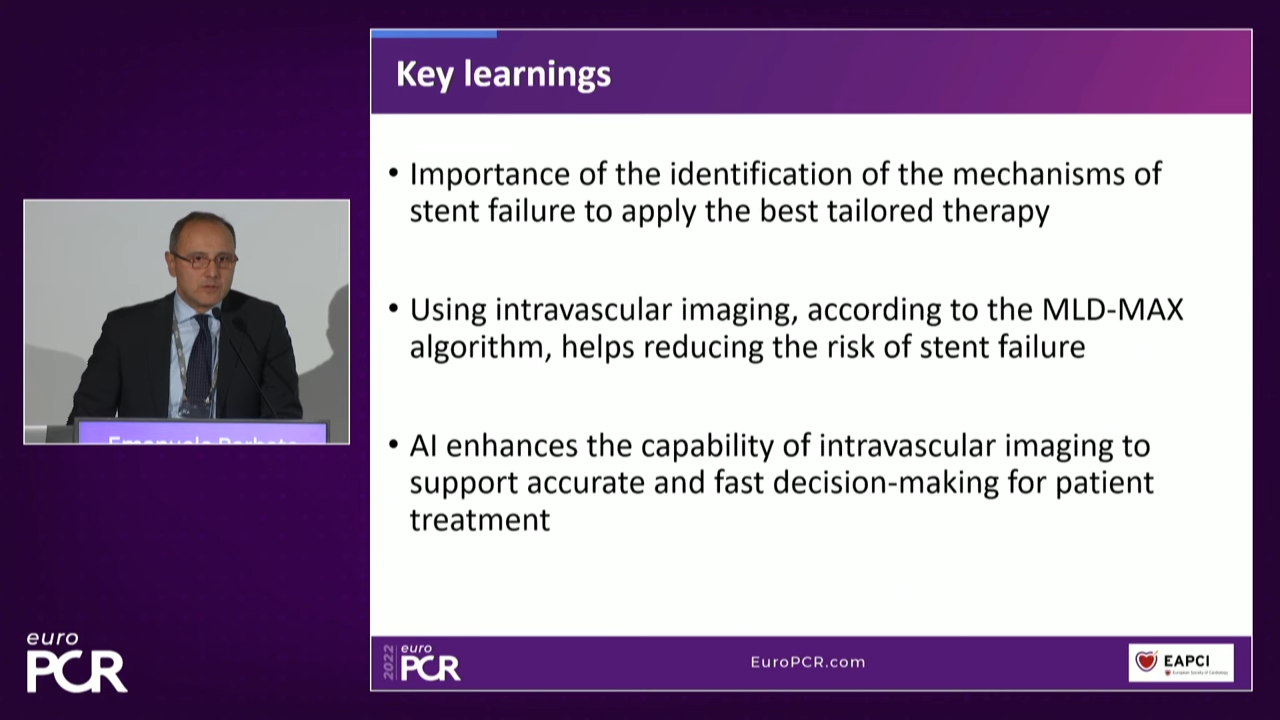 Key learnings
• Importance of the identification of the mechanisms of
stent failure to apply the best tailored therapy
• Using intravascular imaging, according to the MLD-MAX
algorithm, helps reducing the risk of stent failure
• AI enhances the capability of intravascular imaging to
support accurate and fast decision-making for patient
treatment
euro
PCR
2022
euro
PCR
EuroPCR.com
EAPCI